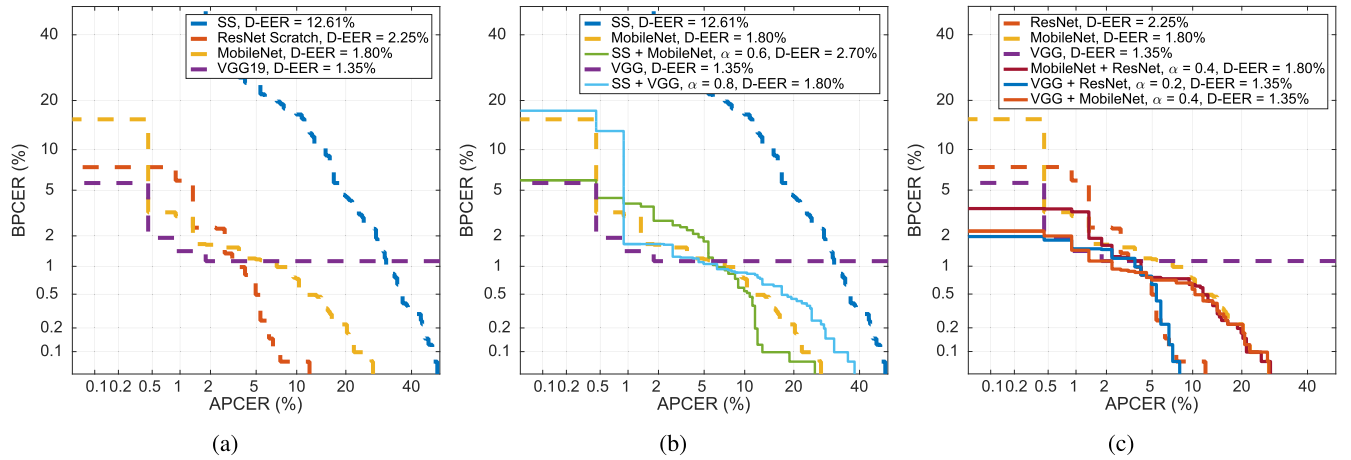 SS, D-EER = 12.61%
ResNet Scratch, D-EER = 2.25%
MobileNet, D-EER = 1.80%
VGG19, D-EER = 1.35%
BPCER (%)
40
20
10
5
2
1
0.5
0.2
0.1
0.1 0.2 0.5 1 2 5 10 20 40
APCER (%)
(a)
SS, D-EER = 12.61%
MobileNet, D-EER = 1.80%
SS + MobileNet, α = 0.6, D-EER = 2.70%
VGG, D-EER = 1.35%
SS + VGG, α = 0.8, D-EER = 1.80%
BPCER (%)
40
20
10
5
2
1
0.5
0.2
0.1
0.1 0.2 0.5 1 2 5 10 20 40
APCER (%)
(b)
ResNet, D-EER = 2.25%
MobileNet, D-EER = 1.80%
VGG, D-EER = 1.35%
MobileNet + ResNet, α = 0.4, D-EER = 1.80%
VGG + ResNet, α = 0.2, D-EER = 1.35%
VGG + MobileNet, α = 0.4, D-EER = 1.35%
BPCER (%)
40
20
10
5
2
1
0.5
0.2
0.1
0.1 0.2 0.5 1 2 5 10 20 40
APCER (%)
(c)